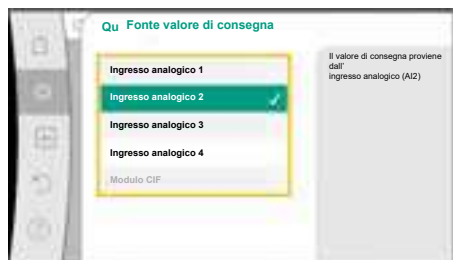 Qu Fonte valore di consegna
Ingresso analogico 1
Ingresso analogico 2
Ingresso analogico 3
Ingresso analogico 4
Modulo CIF
Il valore di consegna proviene
dall'
ingresso analogico (AI2)